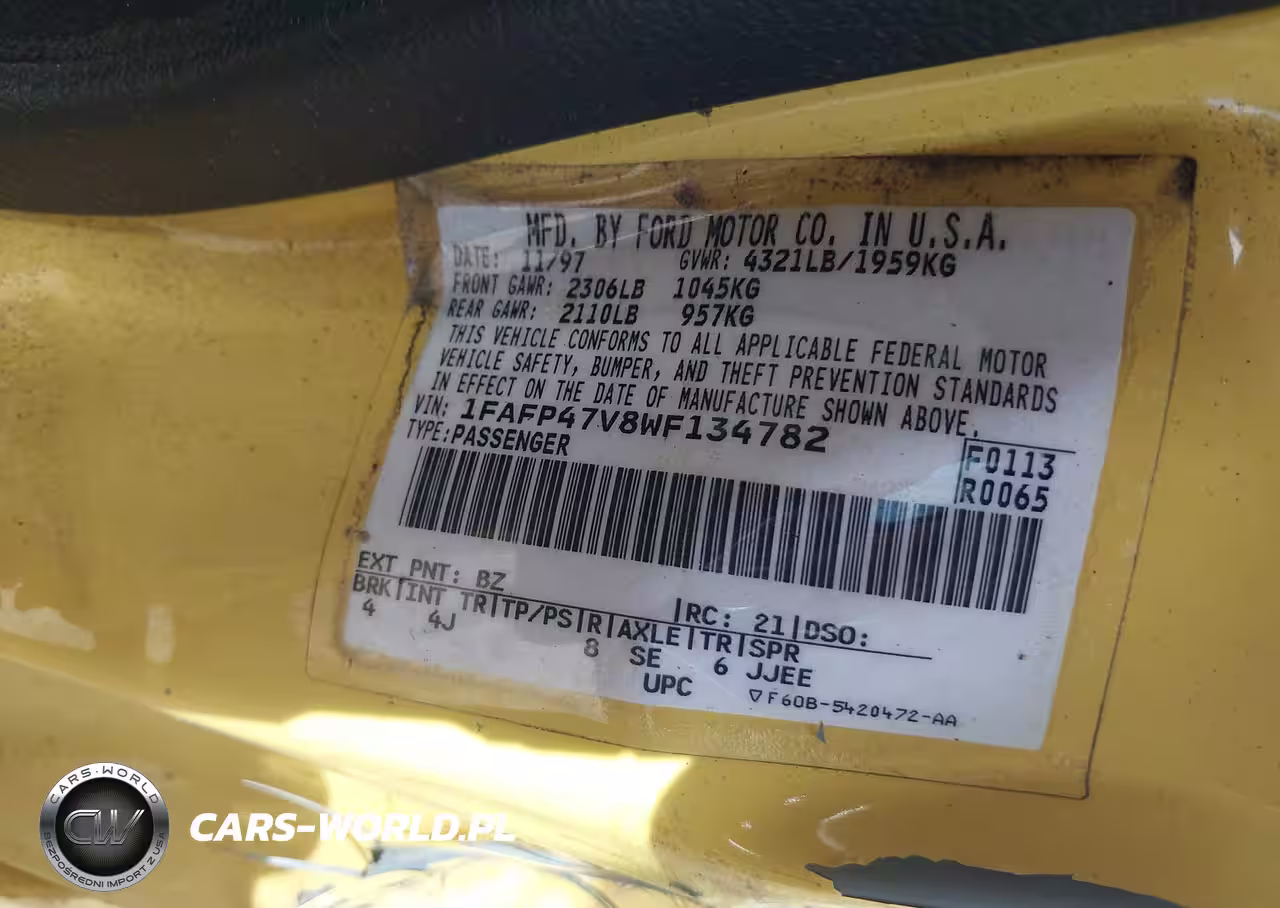 MFD. BY FORD MOTOR CO. IN U.S.A.
DATE: 11/97 GVWR: 4321LB/1959KG
FRONT GAWR: 2306LB 1045KG
REAR GAWR: 2110LB 957KG
THIS VEHICLE CONFORMS TO ALL APPLICABLE FEDERAL MOTOR
VEHICLE SAFETY, BUMPER, AND THEFT PREVENTION STANDARDS
IN EFFECT ON THE DATE OF MANUFACTURE SHOWN ABOVE.
VIN: 1FAFP47V8WF134782
TYPE: PASSENGER
F0113
R0065
EXT PNT: BZ RC: 21 DSO:
BRK INT TR TP/PS R AXLE TR SPR
4 4J 8 SE 6 JJEE
UPC ▽F60B-5420472-AA
CARS-WORLD
CW
BEZPOŚREDNI IMPORT Z USA
CARS-WORLD.PL